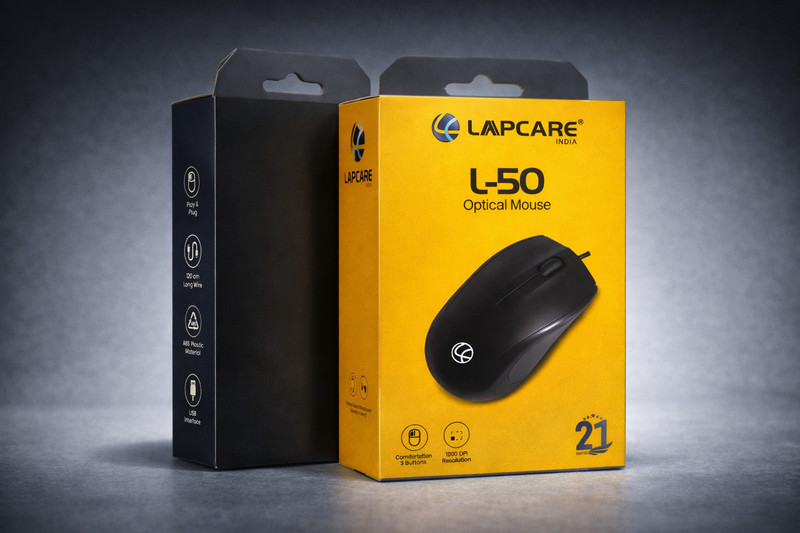 Play &
Plug
120 cm
Long Wire
ABS Plastic
Material
USB
Interface
LAPCARE
INDIA
LAPCARE®
INDIA
L-50
Optical Mouse
3 Buttons
1000 DPI
Resolution
21